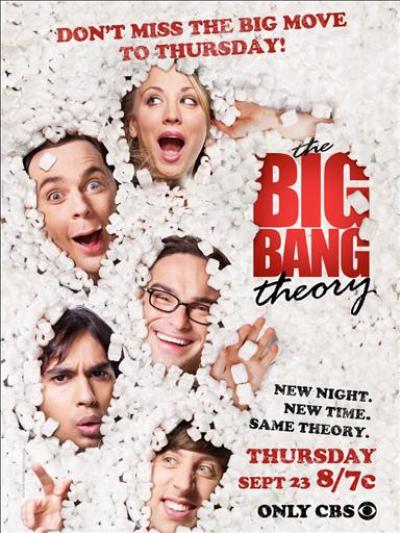 DON'T MISS THE BIG MOVE
TO THURSDAY!
the
BIG
BANG
theory
NEW NIGHT.
NEW TIME.
SAME THEORY.
THURSDAY
SEPT 23 8/7c
ONLY CBS